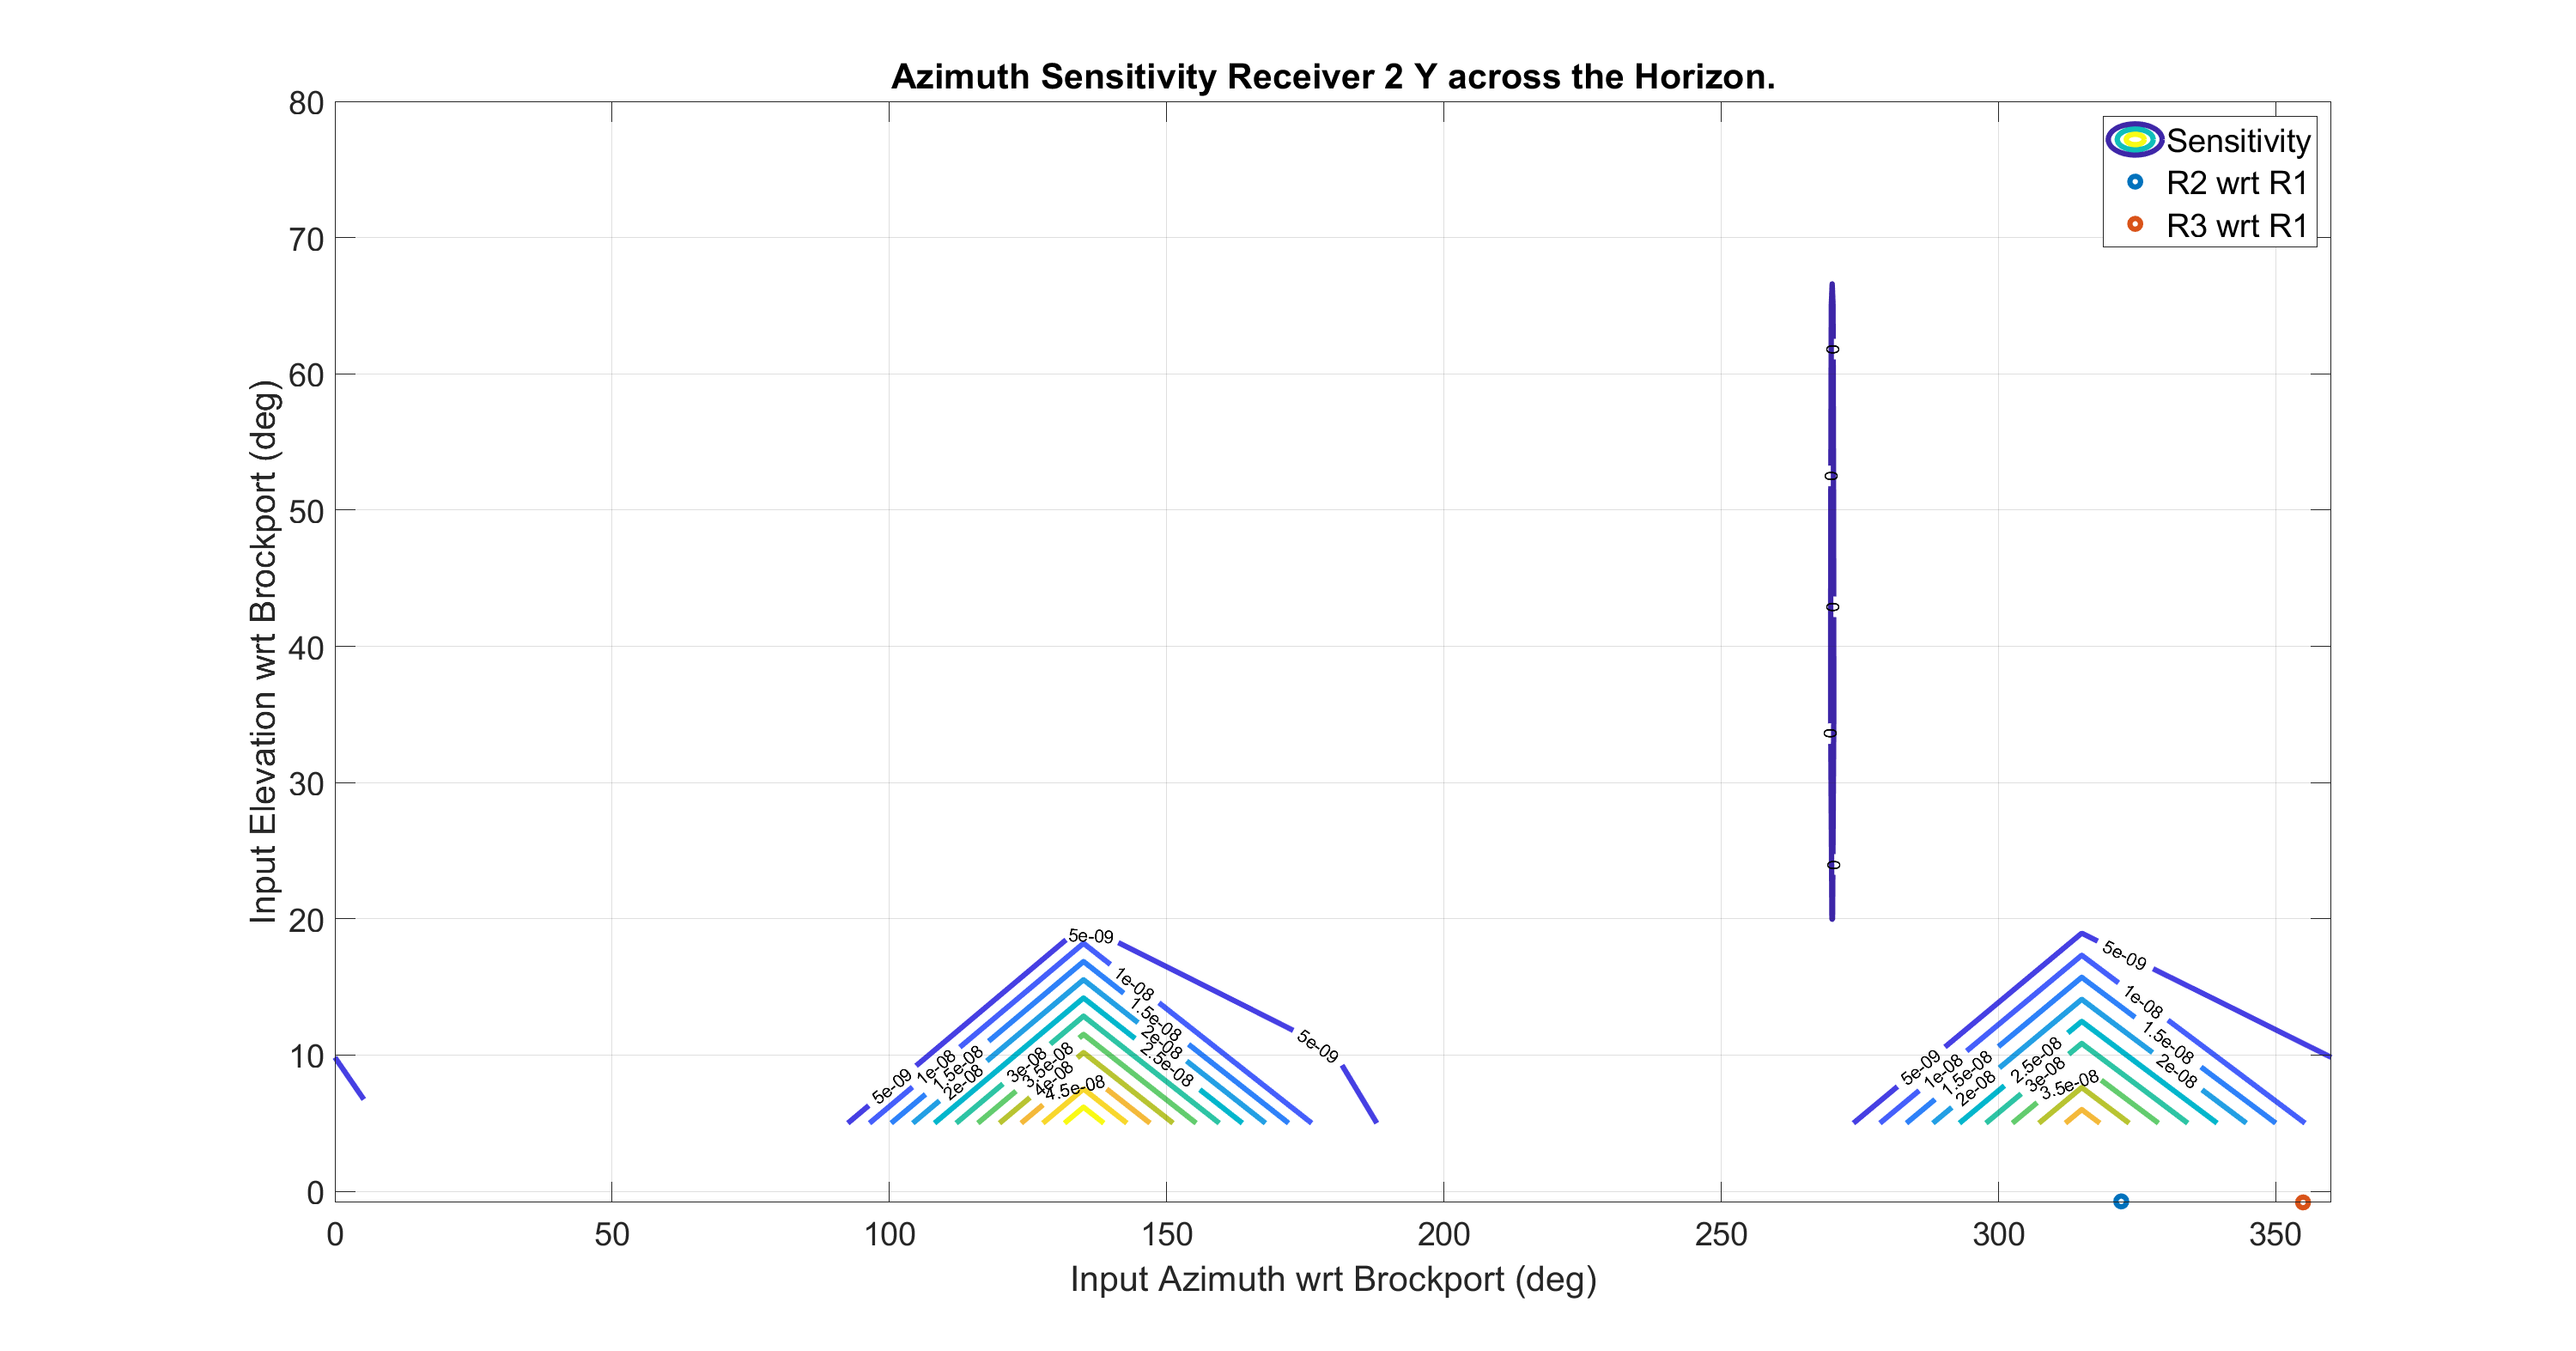 Azimuth Sensitivity Receiver 2 Y across the Horizon.
80
70
60
50
40
30
20
10
0
Input Elevation wrt Brockport (deg)
Sensitivity
R2 wrt R1
R3 wrt R1
0
0
0
0
0
5e-09
1e-08
1.5e-08
2e-08
2.5e-08
5e-09
5e-09
1e-08
1.5e-08
2e-08
3e-08
3.5e-08
4e-08
4.5e-08
5e-09
1e-08
1.5e-08
2e-08
5e-09
1e-08
1.5e-08
2e-08
2.5e-08
3e-08
3.5e-08
0 50 100 150 200 250 300 350
Input Azimuth wrt Brockport (deg)